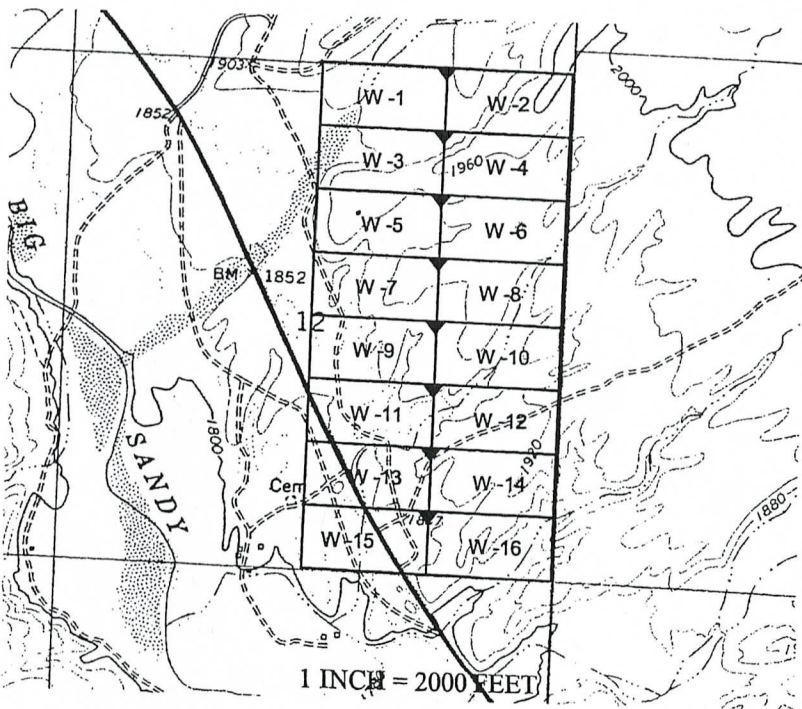 903
W-1
W-2
2000
1852
W-3
1960
W-4
BIG
W-5
W-6
BM
1852
W-7
W-8
12
W-9
W-10
1800
W-11
W-12
SANDY
1920
W-13
W-14
Cem
1880
W-15
W-16
1 INCH = 2000 FEET